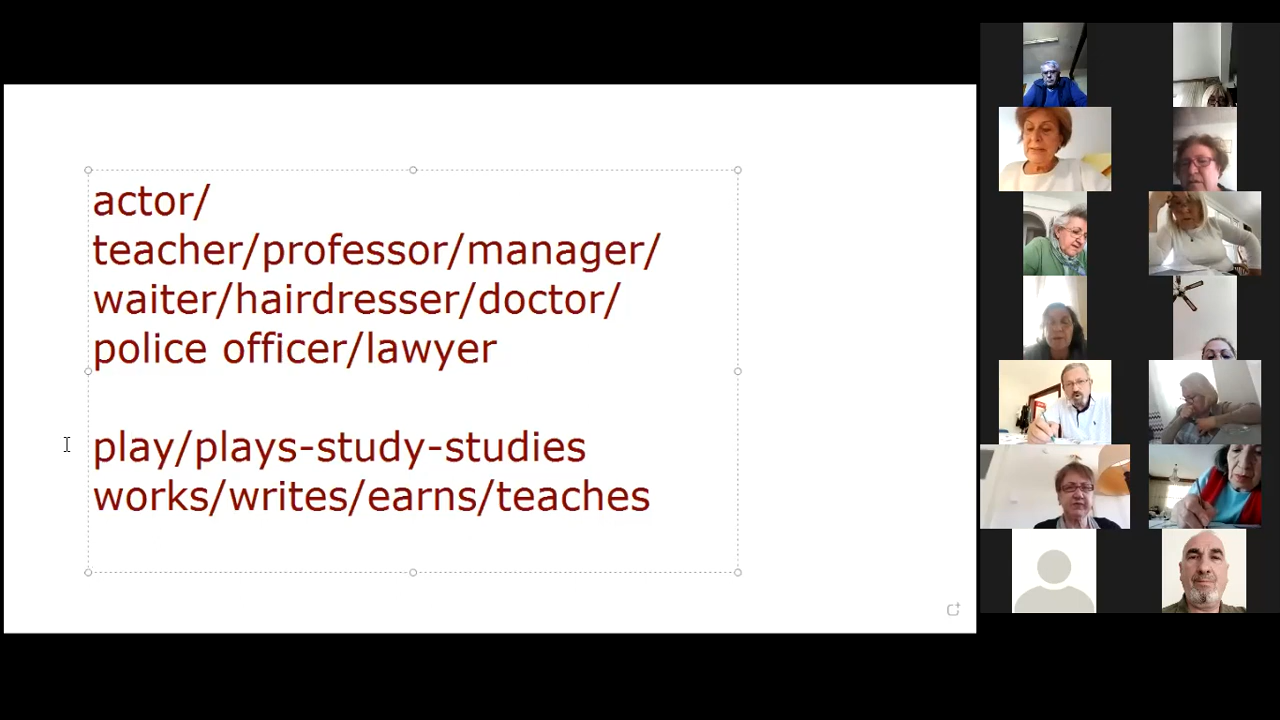 actor/
teacher/professor/manager/
waiter/hairdresser/doctor/
police officer/lawyer
play/plays-study-studies
works/writes/earns/teaches